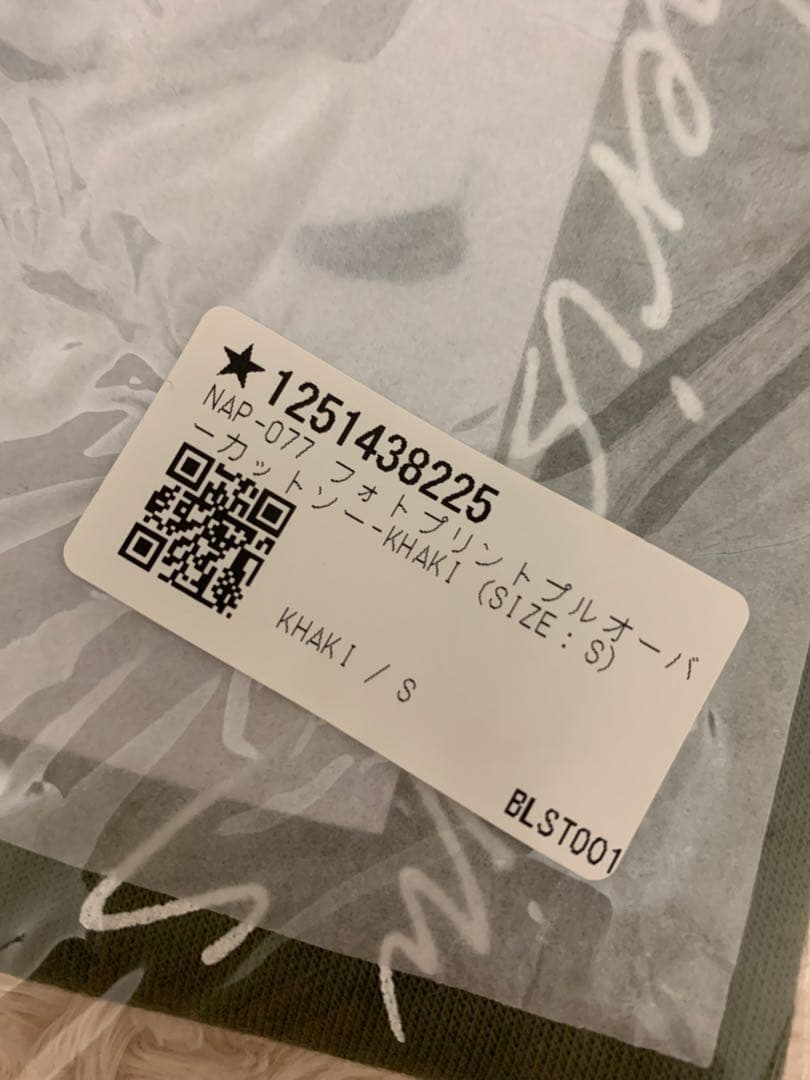 ★1251438225
NAP-077 フォトプリントプルオーバ
ーカットソー-KHAKI (SIZE:S)
KHAKI / S
BLST001